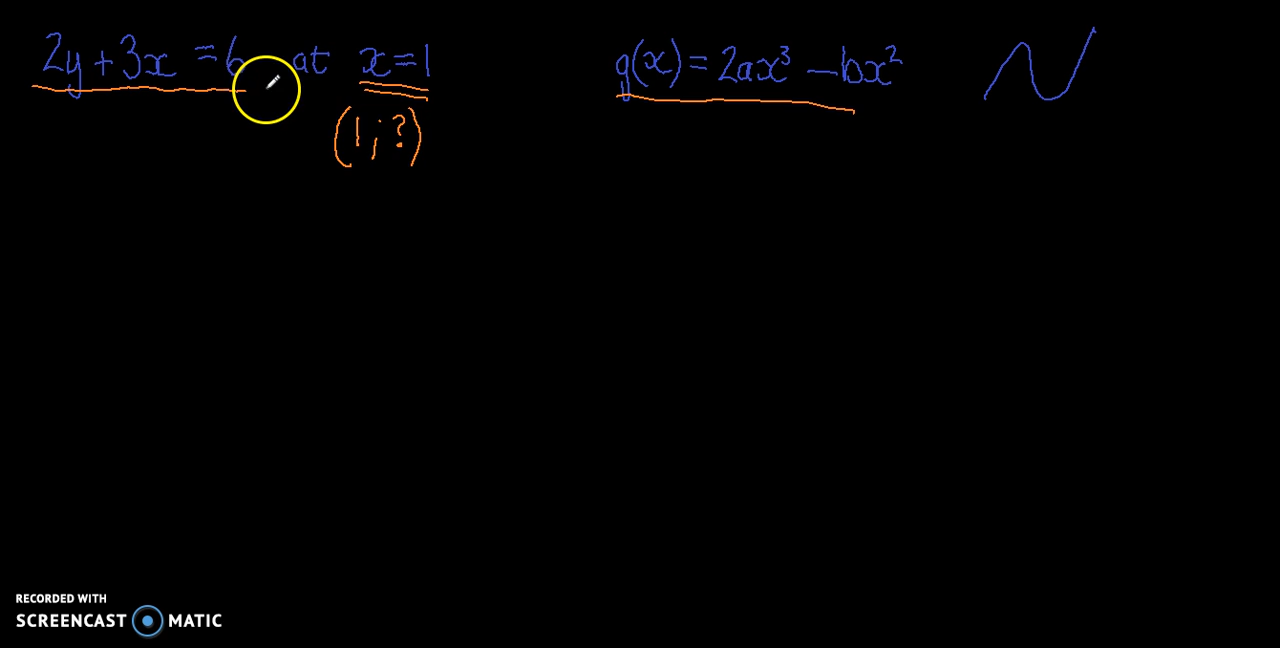 2y + 3x = 6 at x = 1
g(x) = 2ax³ - bx²
(1 ; ?)
RECORDED WITH
SCREENCAST MATIC